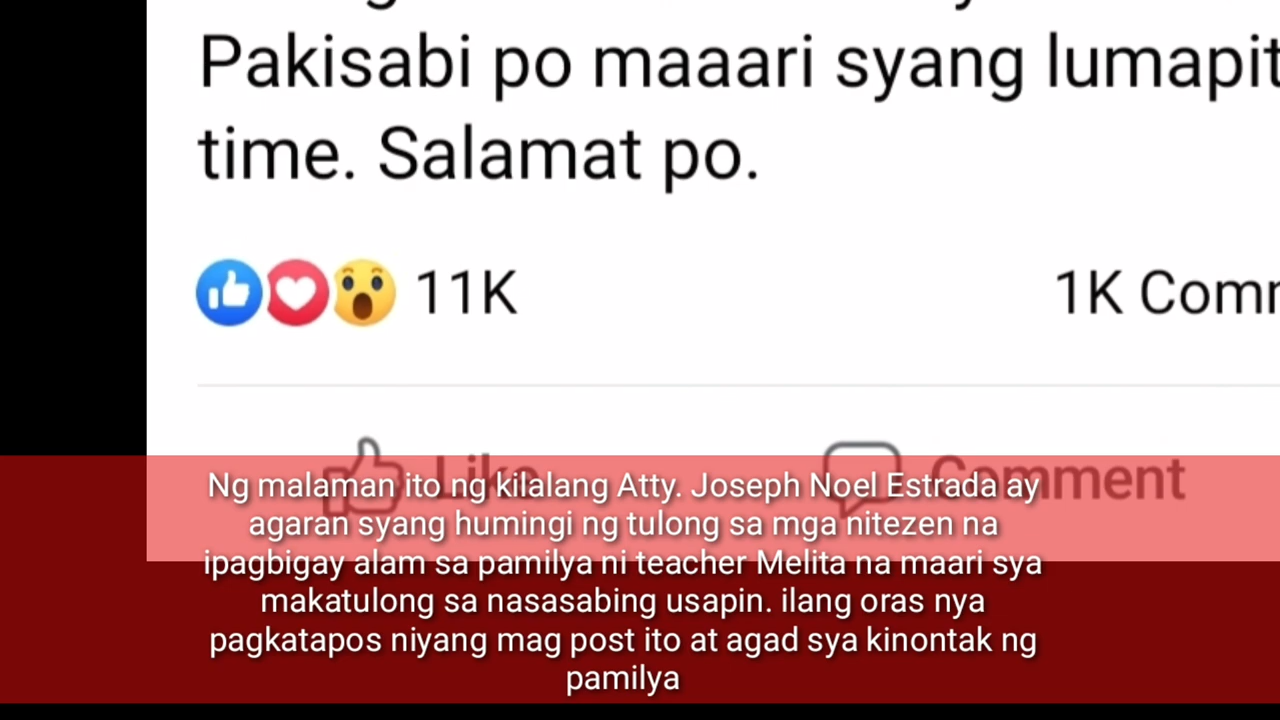 Pakisabi po maaari syang lumapit
time. Salamat po.
11K
1K
Like
Comment
Ng malaman ito ng kilalang Atty. Joseph Noel Estrada ay
agaran syang humingi ng tulong sa mga nitezen na
ipagbigay alam sa pamilya ni teacher Melita na maari sya
makatulong sa nasasabing usapin. ilang oras nya
pagkatapos niyang mag post ito at agad sya kinontak ng
pamilya